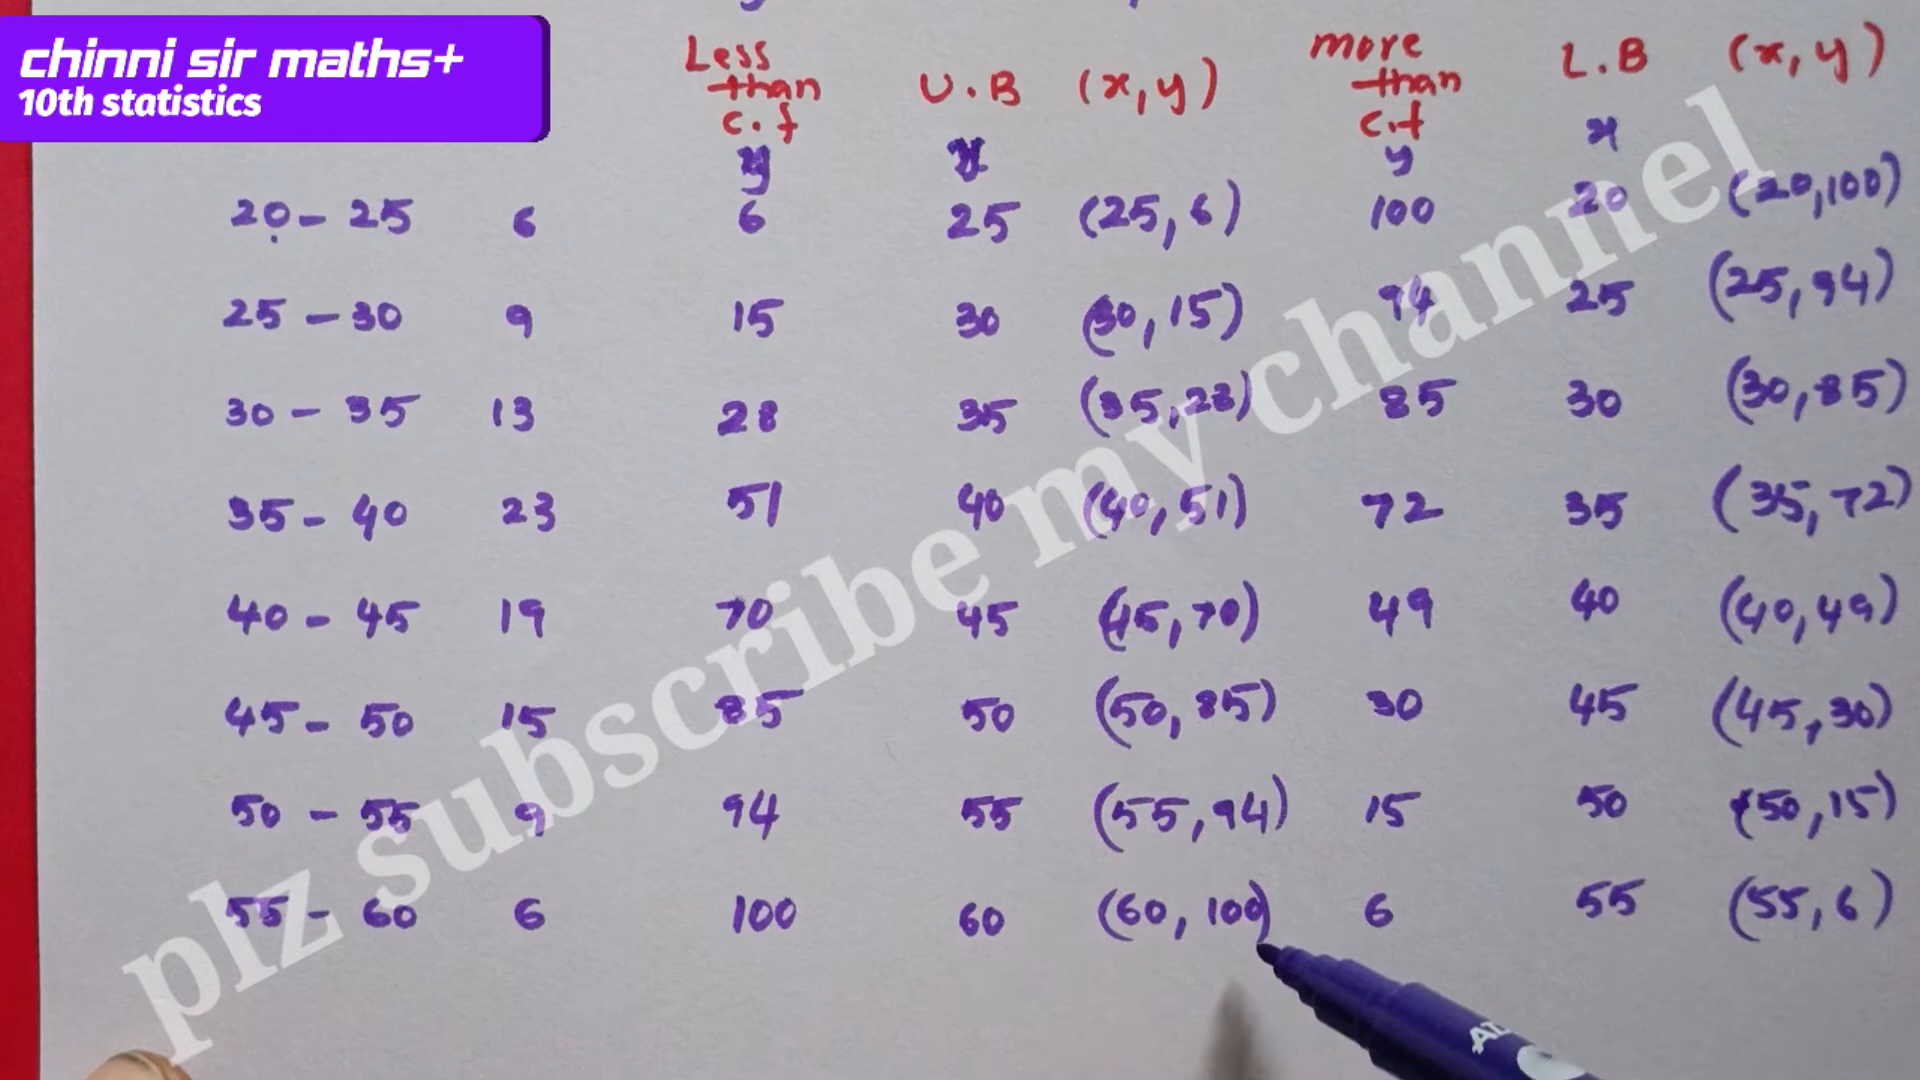 chinni sir maths+
10th statistics
Less than c.f U.B (x,y) more than c.f L.B (x,y)
y x y x
20 - 25 6 6 25 (25,6) 100 20 (20,100)
25 - 30 9 15 30 (30,15) 94 25 (25,94)
30 - 35 13 28 35 (35,28) 85 30 (30,85)
35 - 40 23 51 40 (40,51) 72 35 (35,72)
40 - 45 19 70 45 (45,70) 49 40 (40,49)
45 - 50 15 85 50 (50,85) 30 45 (45,30)
50 - 55 9 94 55 (55,94) 15 50 (50,15)
55 - 60 6 100 60 (60,100) 6 55 (55,6)
plz subscribe my channel